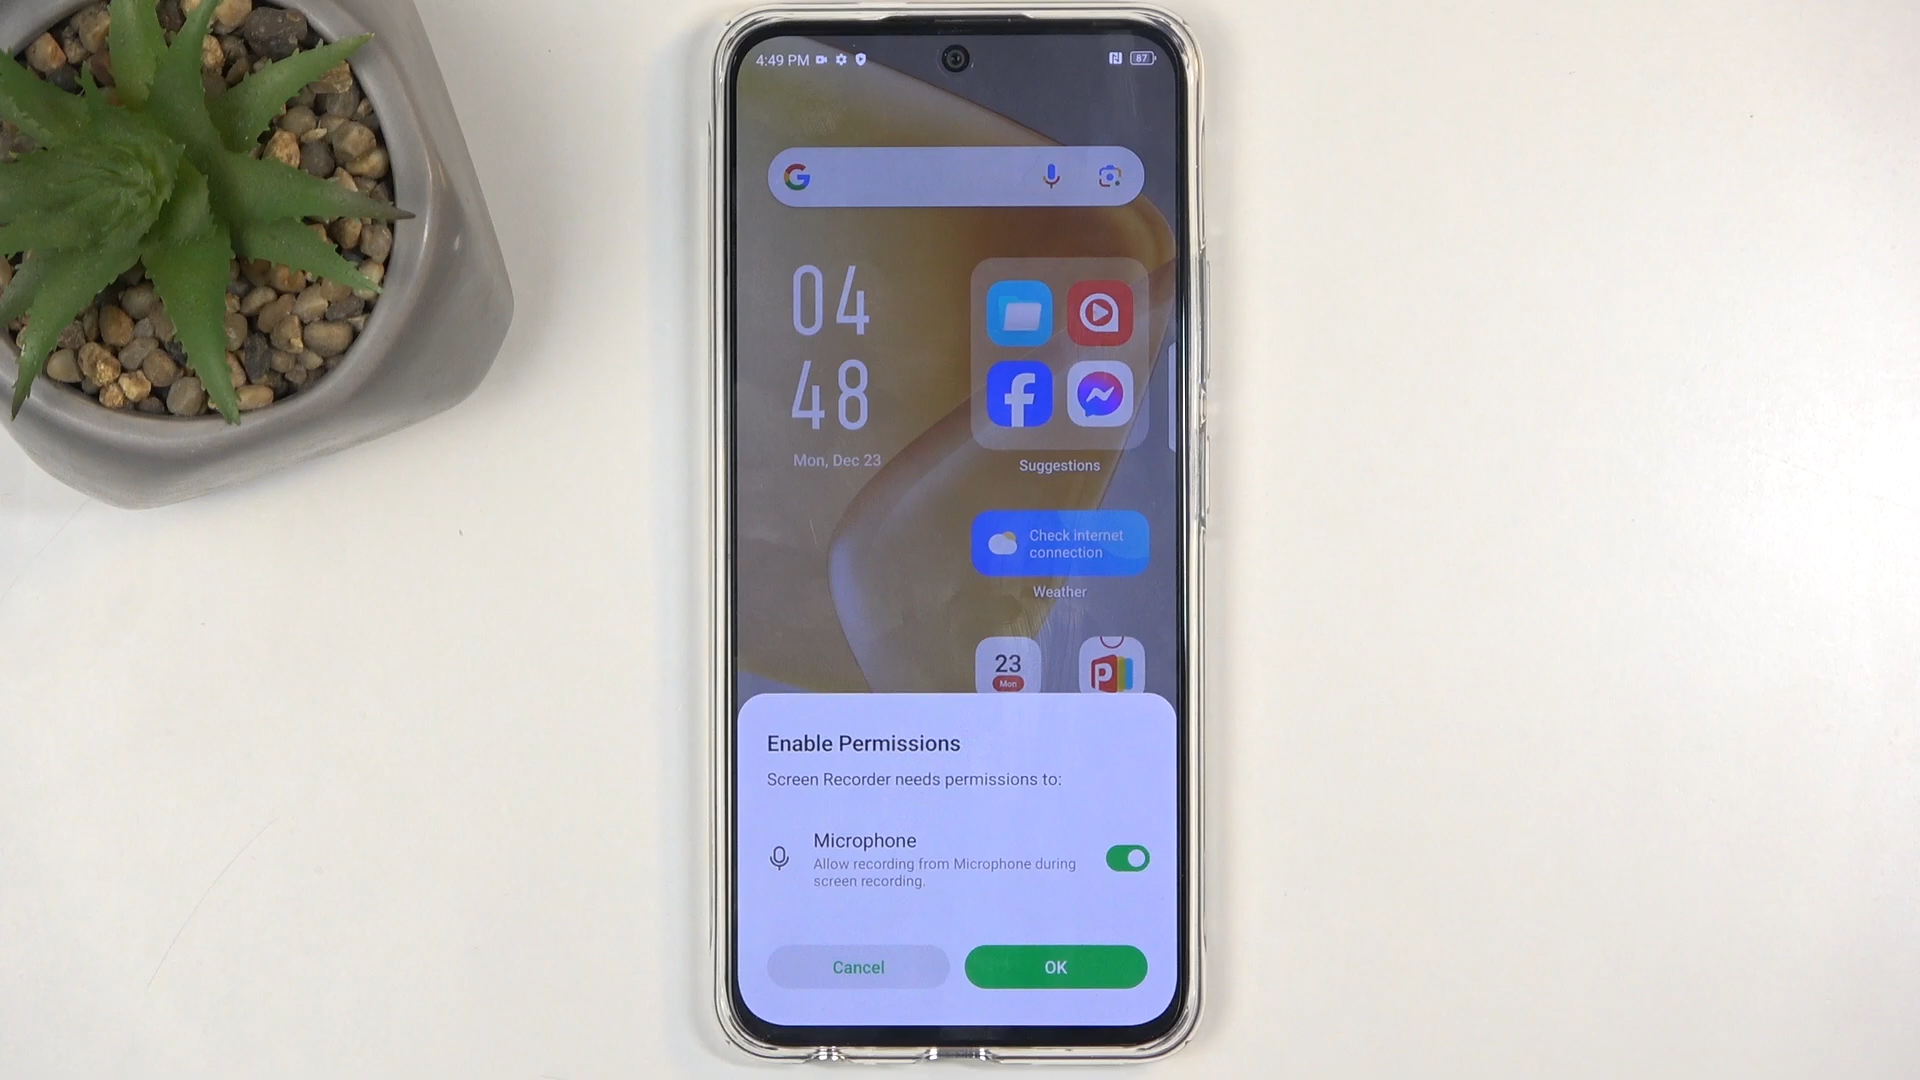 4:49 PM
87
G
04
48
Mon, Dec 23
Suggestions
Check internet
connection
Weather
23
Mon
P
Enable Permissions
Screen Recorder needs permissions to:
Microphone
Allow recording from Microphone during
screen recording.
Cancel
OK